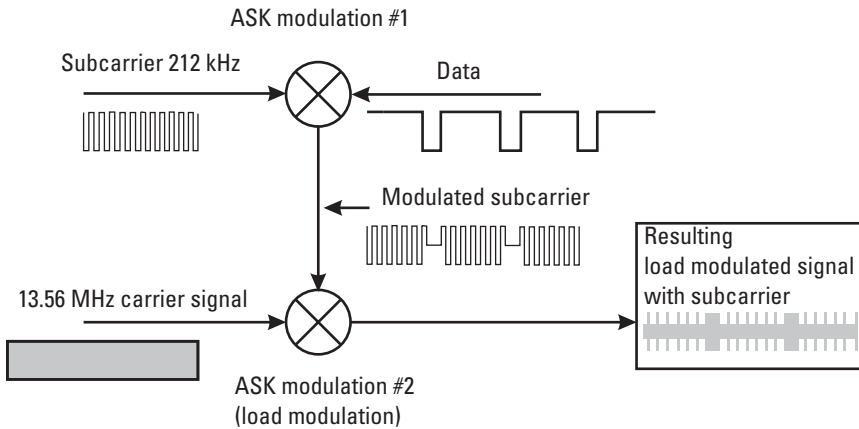 ASK modulation #1
Subcarrier 212 kHz
Data
Modulated subcarrier
Resulting
load modulated signal
with subcarrier
13.56 MHz carrier signal
ASK modulation #2
(load modulation)